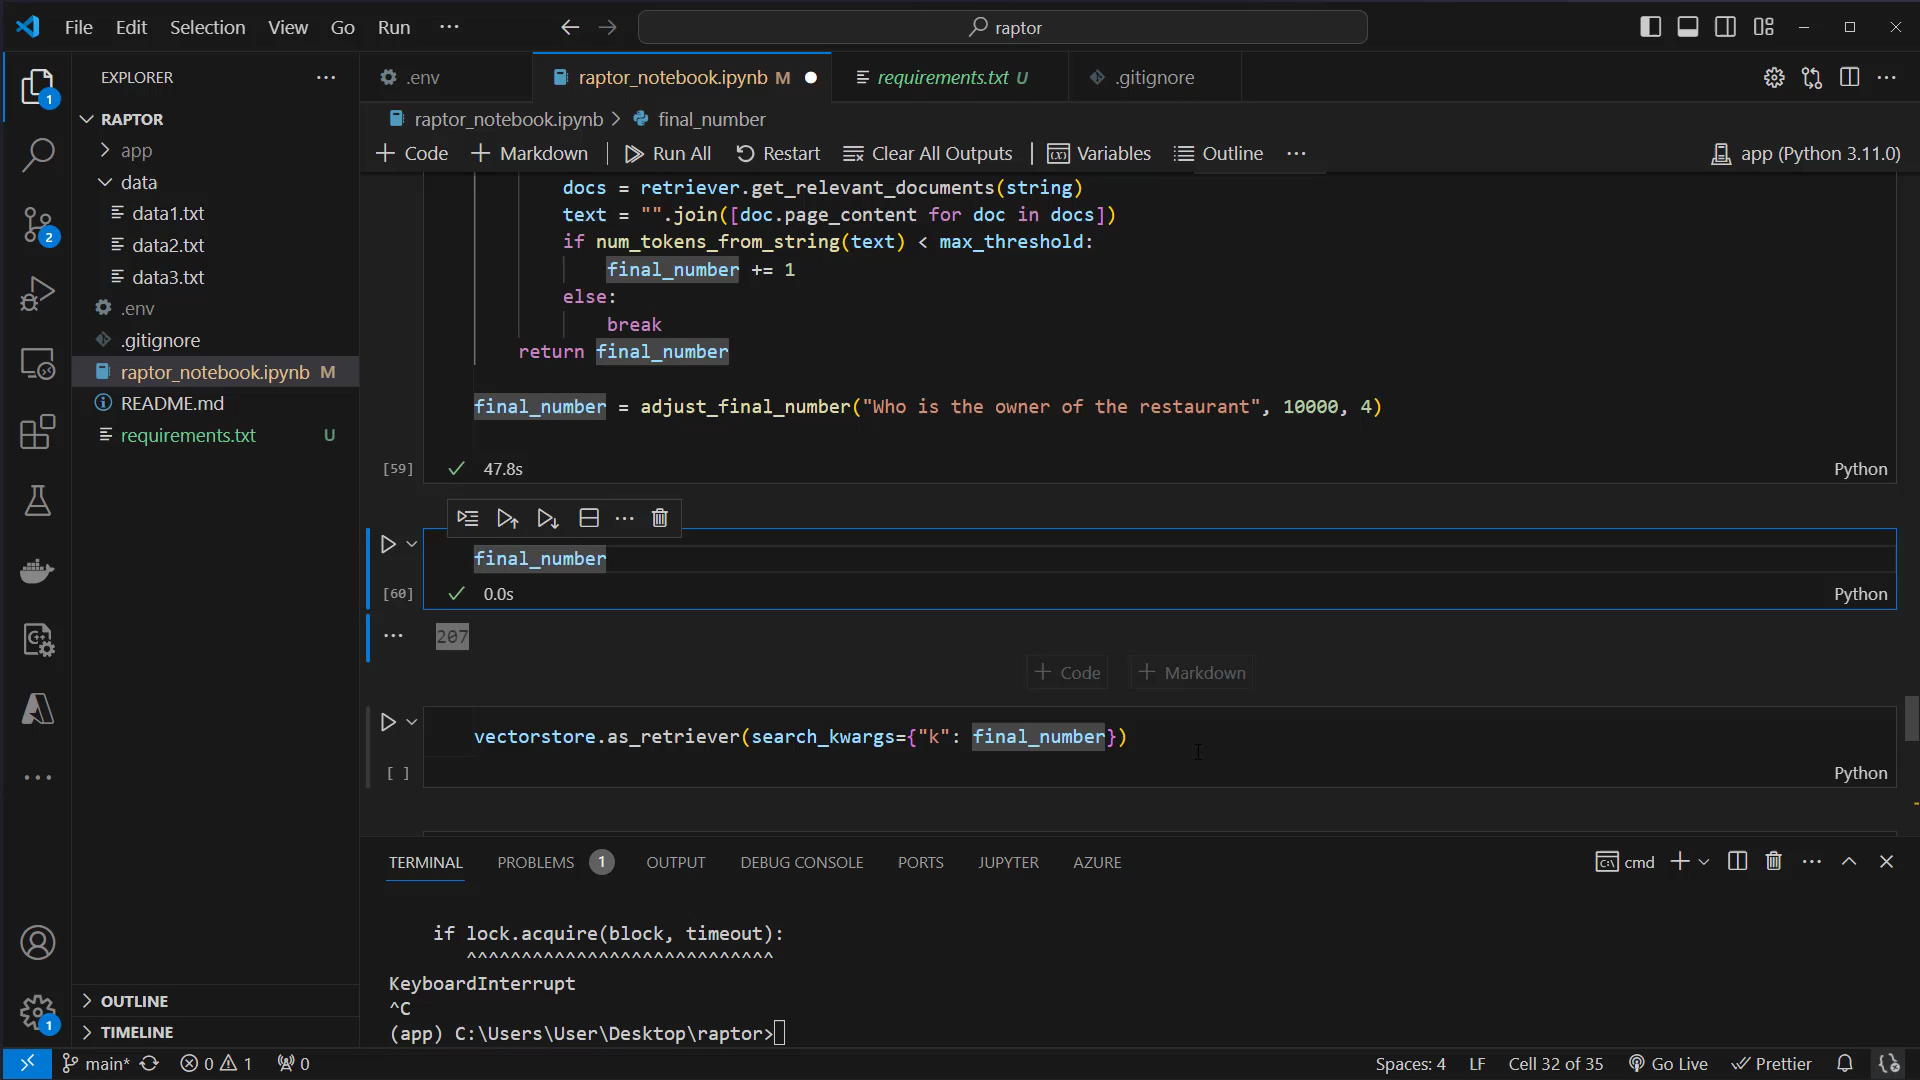 File Edit Selection View Go Run ···
raptor
EXPLORER
RAPTOR
app
data
data1.txt
data2.txt
data3.txt
.env
.gitignore
raptor_notebook.ipynb M
README.md
requirements.txt U
OUTLINE
TIMELINE
1
2
1
.env
raptor_notebook.ipynb M
requirements.txt U
.gitignore
raptor_notebook.ipynb > final_number
+ Code + Markdown Run All Restart Clear All Outputs Variables Outline ···
app (Python 3.11.0)
docs = retriever.get_relevant_documents(string)
text = "".join([doc.page_content for doc in docs])
if num_tokens_from_string(text) < max_threshold:
final_number += 1
else:
break
return final_number
final_number = adjust_final_number("Who is the owner of the restaurant", 10000, 4)
[59] 47.8s Python
final_number
[60] 0.0s Python
207
+ Code + Markdown
vectorstore.as_retriever(search_kwargs={"k": final_number})
[ ] Python
TERMINAL PROBLEMS 1 OUTPUT DEBUG CONSOLE PORTS JUPYTER AZURE
cmd
if lock.acquire(block, timeout):
^^^^^^^^^^^^^^^^^^^^^^^^^^^^
KeyboardInterrupt
^C
(app) C:\Users\User\Desktop\raptor>
main* 0 1 0
Spaces: 4 LF Cell 32 of 35 Go Live Prettier